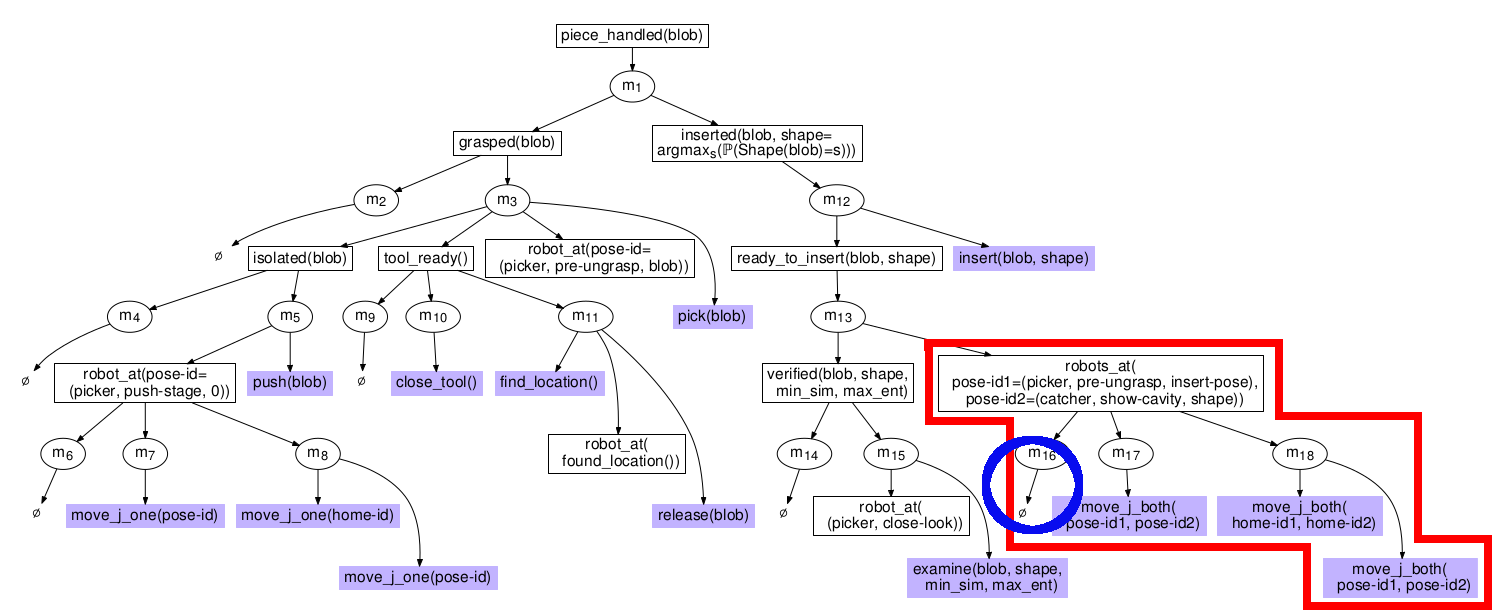 piece_handled(blob)
m1
grasped(blob)
inserted(blob, shape=
argmaxs(ℙ(Shape(blob)=s)))
m2
m3
m12
ø
isolated(blob)
tool_ready()
robot_at(pose-id=
(picker, pre-ungrasp, blob))
ready_to_insert(blob, shape)
insert(blob, shape)
m4
m5
m9
m10
m11
pick(blob)
m13
ø
robot_at(pose-id=
(picker, push-stage, 0))
push(blob)
ø
close_tool()
find_location()
verified(blob, shape,
min_sim, max_ent)
robots_at(
pose-id1=(picker, pre-ungrasp, insert-pose),
pose-id2=(catcher, show-cavity, shape))
m6
m7
m8
robot_at(
found_location())
m14
m15
m16
m17
m18
ø
move_j_one(pose-id)
move_j_one(home-id)
release(blob)
ø
robot_at(
(picker, close-look))
ø
move_j_both(
pose-id1, pose-id2)
move_j_both(
home-id1, home-id2)
move_j_one(pose-id)
examine(blob, shape,
min_sim, max_ent)
move_j_both(
pose-id1, pose-id2)